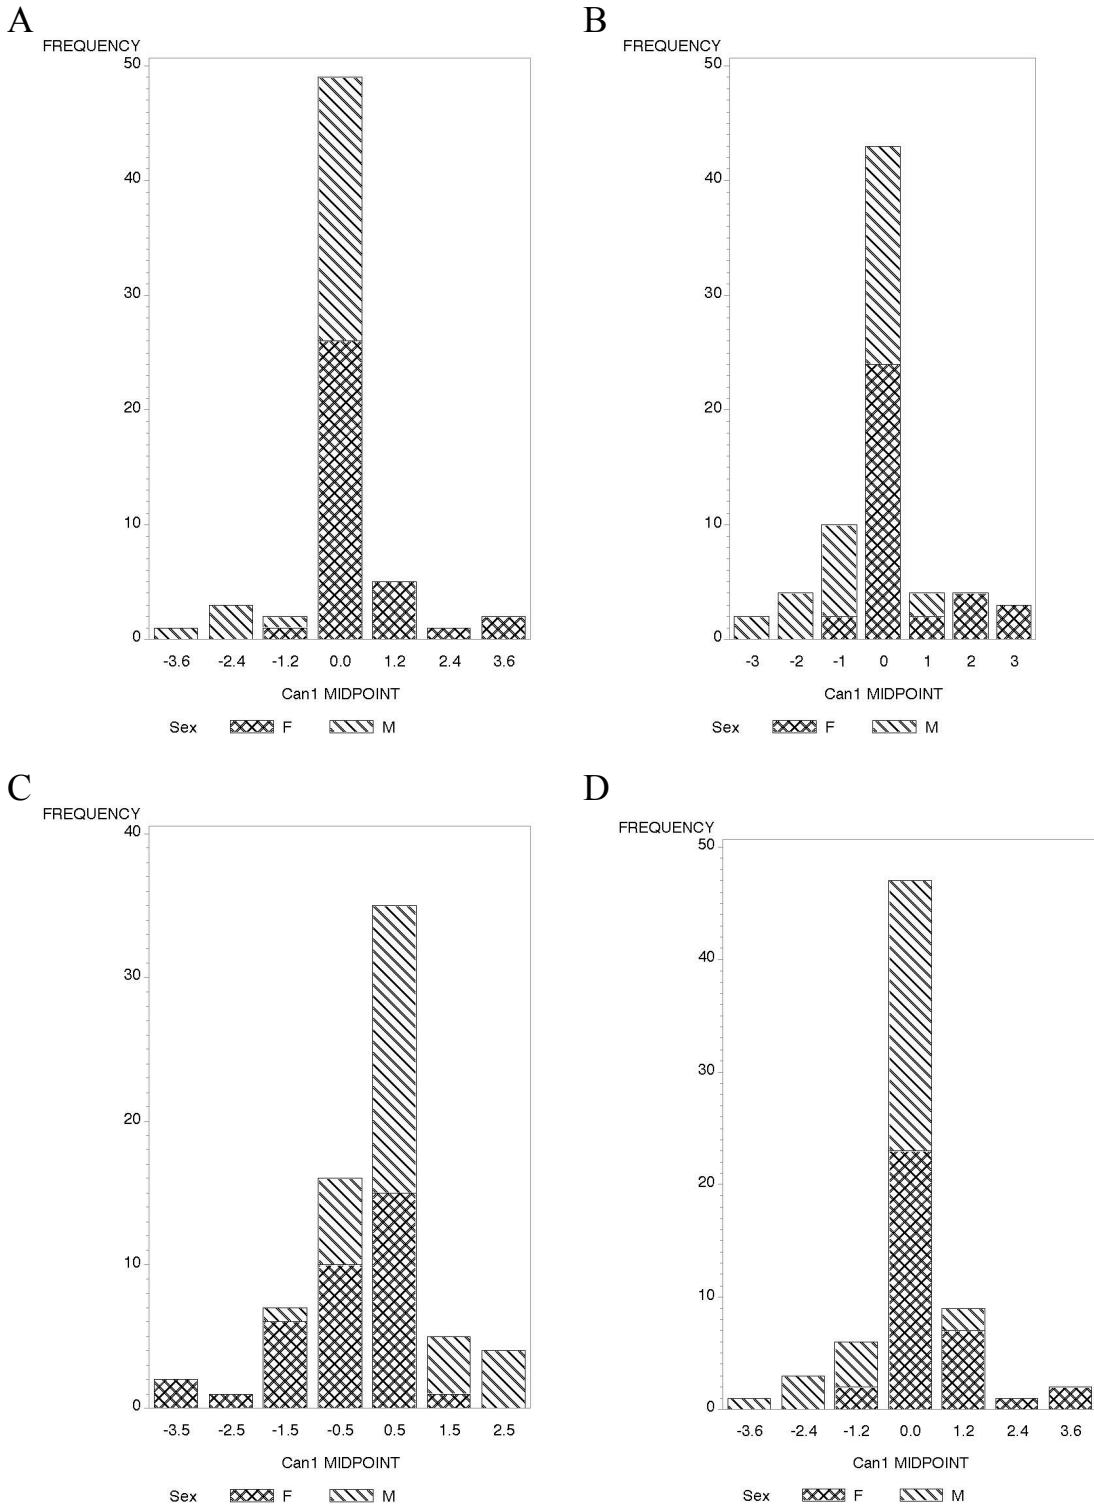 A
FREQUENCY
50
40
30
20
10
0
-3.6 -2.4 -1.2 0.0 1.2 2.4 3.6
Can1 MIDPOINT
Sex F M
B
FREQUENCY
50
40
30
20
10
0
-3 -2 -1 0 1 2 3
Can1 MIDPOINT
Sex F M
C
FREQUENCY
40
30
20
10
0
-3.5 -2.5 -1.5 -0.5 0.5 1.5 2.5
Can1 MIDPOINT
Sex F M
D
FREQUENCY
50
40
30
20
10
0
-3.6 -2.4 -1.2 0.0 1.2 2.4 3.6
Can1 MIDPOINT
Sex F M